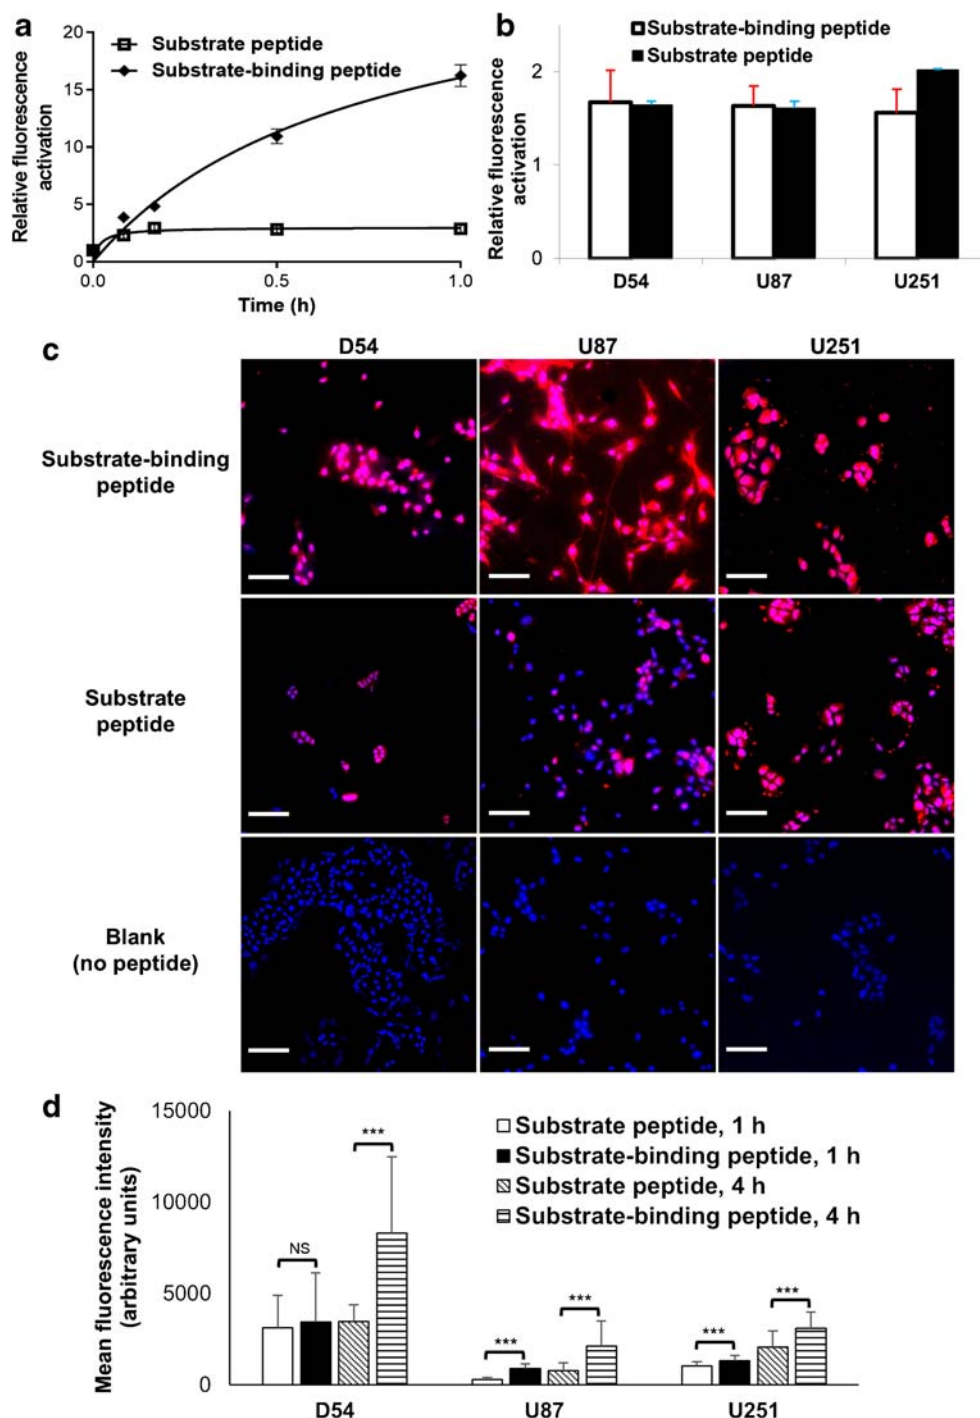 a
20
15
10
5
0
Relative fluorescence
activation
Substrate peptide
Substrate-binding peptide
0.0
0.5
1.0
Time (h)
b
Substrate-binding peptide
Substrate peptide
2
1
0
Relative fluorescence
activation
D54
U87
U251
c
D54
U87
U251
Substrate-binding
peptide
Substrate
peptide
Blank
(no peptide)
d
15000
10000
5000
0
Mean fluorescence intensity
(arbitrary units)
Substrate peptide, 1 h
Substrate-binding peptide, 1 h
Substrate peptide, 4 h
Substrate-binding peptide, 4 h
NS
***
***
***
***
***
D54
U87
U251